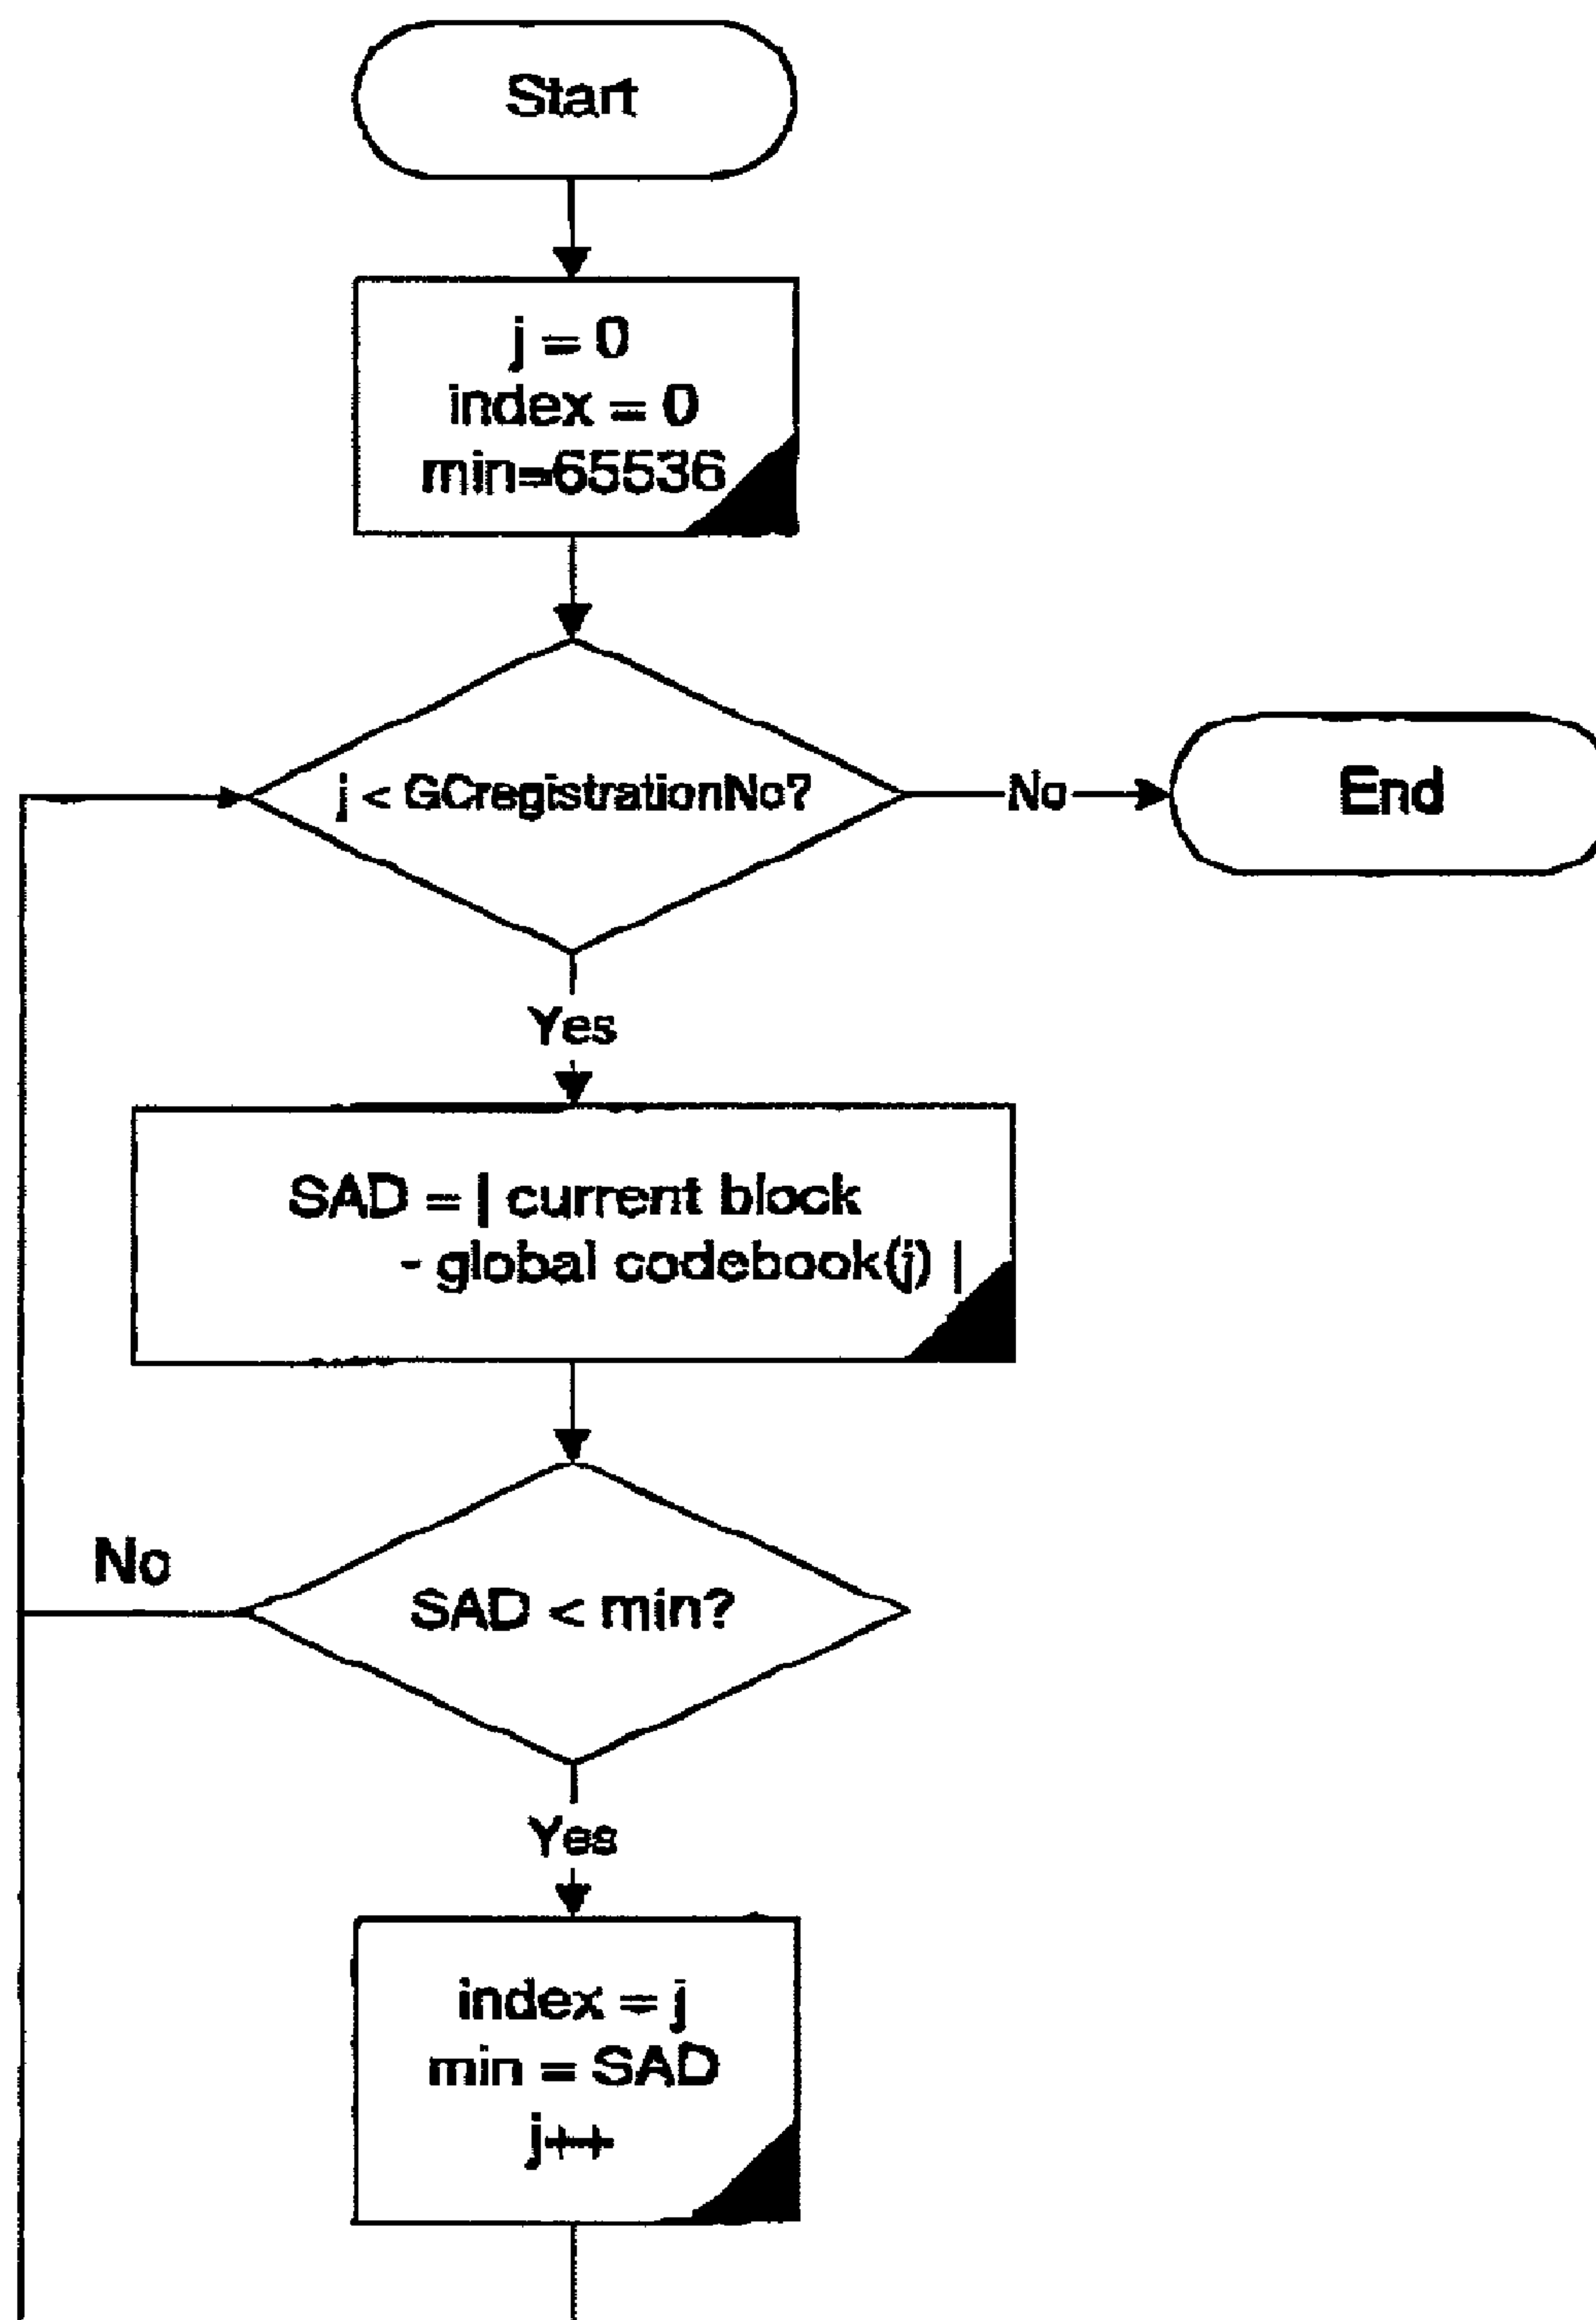 Start
j = 0
index = 0
min=65536
j < GCregistrationNo?
No
End
Yes
SAD = | current block
- global codebook(j) |
No
SAD < min?
Yes
index = j
min = SAD
j++